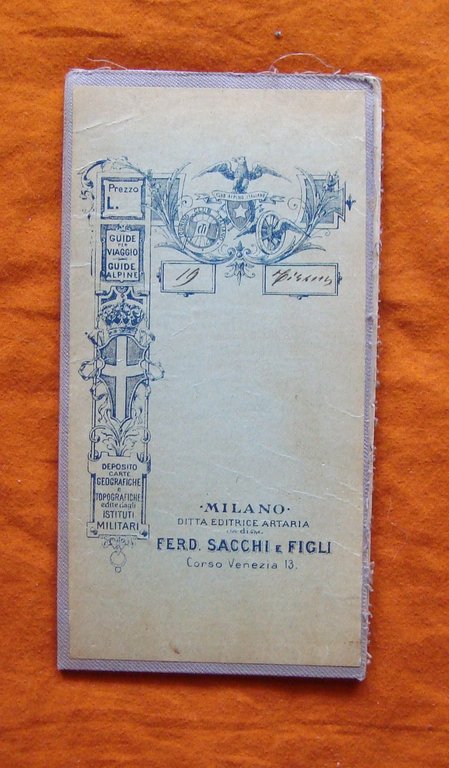 Prezzo
L.
CLUB ALPINO ITALIANO
GUIDE
PER
VIAGGIO
GUIDE
ALPINE
19
DEPOSITO
CARTE
GEOGRAFICHE
e
TOPOGRAFICHE
edite dagli
ISTITUTI
MILITARI
·MILANO·
DITTA EDITRICE ARTARIA
di
FERD. SACCHI E FIGLI
Corso Venezia 13.